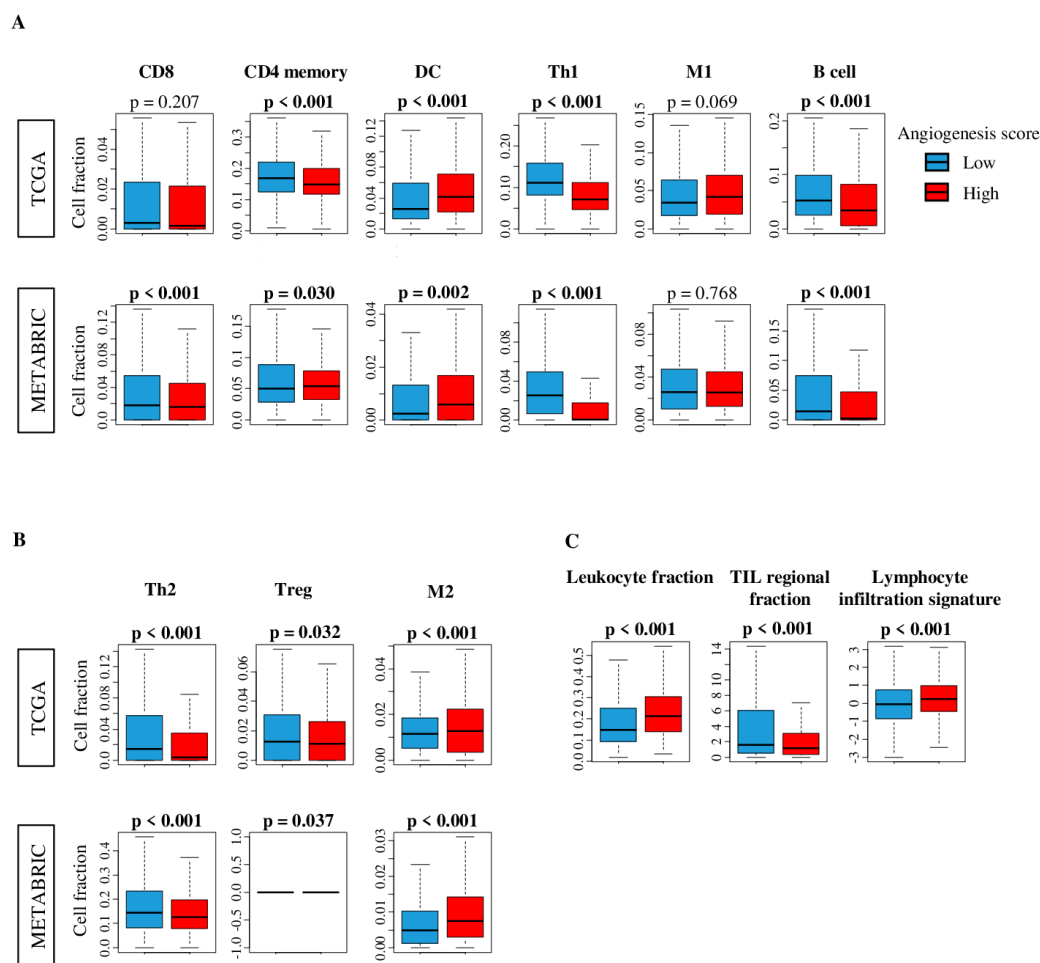 A
CD8 CD4 memory DC Th1 M1 B cell
p = 0.207 p < 0.001 p < 0.001 p < 0.001 p = 0.069 p < 0.001
TCGA
Cell fraction
0.00 0.02 0.04
0.0 0.1 0.2 0.3
0.00 0.04 0.08 0.12
0.00 0.10 0.20
0.00 0.05 0.10 0.15
0.0 0.1 0.2
Angiogenesis score
Low
High
p < 0.001 p = 0.030 p = 0.002 p < 0.001 p = 0.768 p < 0.001
METABRIC
Cell fraction
0.00 0.04 0.08 0.12
0.00 0.05 0.10 0.15
0.00 0.02 0.04
0.00 0.04 0.08
0.00 0.04 0.08
0.00 0.05 0.10 0.15
B
Th2 Treg M2
p < 0.001 p = 0.032 p < 0.001
TCGA
Cell fraction
0.00 0.04 0.08 0.12
0.00 0.02 0.04 0.06
0.00 0.02 0.04
p < 0.001 p = 0.037 p < 0.001
METABRIC
Cell fraction
0.0 0.1 0.2 0.3 0.4
-1.0 -0.5 0.0 0.5 1.0
0.00 0.01 0.02 0.03
C
Leukocyte fraction
TIL regional
fraction
Lymphocyte
infiltration signature
p < 0.001 p < 0.001 p < 0.001
0.0 0.1 0.2 0.3 0.4 0.5
0 2 4 6 8 10 14
-3 -2 -1 0 1 2 3